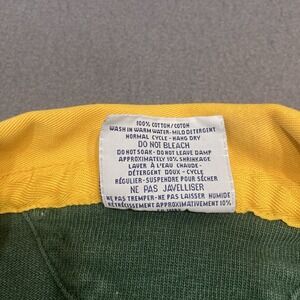 100% COTTON/COTON
WASH IN WARM WATER-MILD DETERGENT
NORMAL CYCLE - HANG DRY
DO NOT BLEACH
DO NOT SOAK - DO NOT LEAVE DAMP
APPROXIMATELY 10% SHRINKAGE
LAVER À L'EAU CHAUDE-
DÉTERGENT DOUX - CYCLE
RÉGULIER-SUSPENDRE POUR SÉCHER
NE PAS JAVELLISER
NE PAS TREMPER-NE PAS LAISSER HUMIDE
RÉTRÉCISSEMENT APPROXIMATIVEMENT 10%